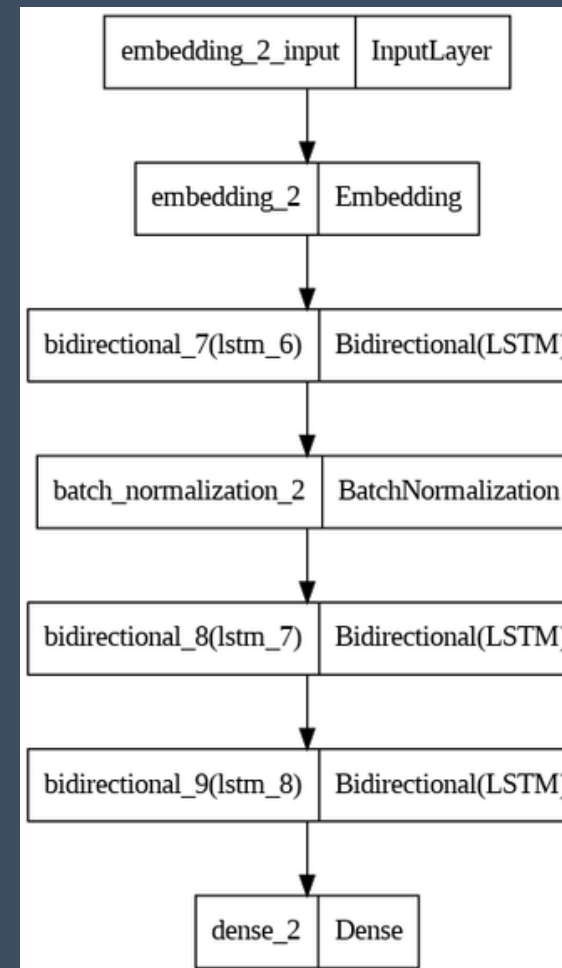 embedding_2_input InputLayer
embedding_2 Embedding
bidirectional_7(lstm_6) Bidirectional(LSTM)
batch_normalization_2 BatchNormalization
bidirectional_8(lstm_7) Bidirectional(LSTM)
bidirectional_9(lstm_8) Bidirectional(LSTM)
dense_2 Dense